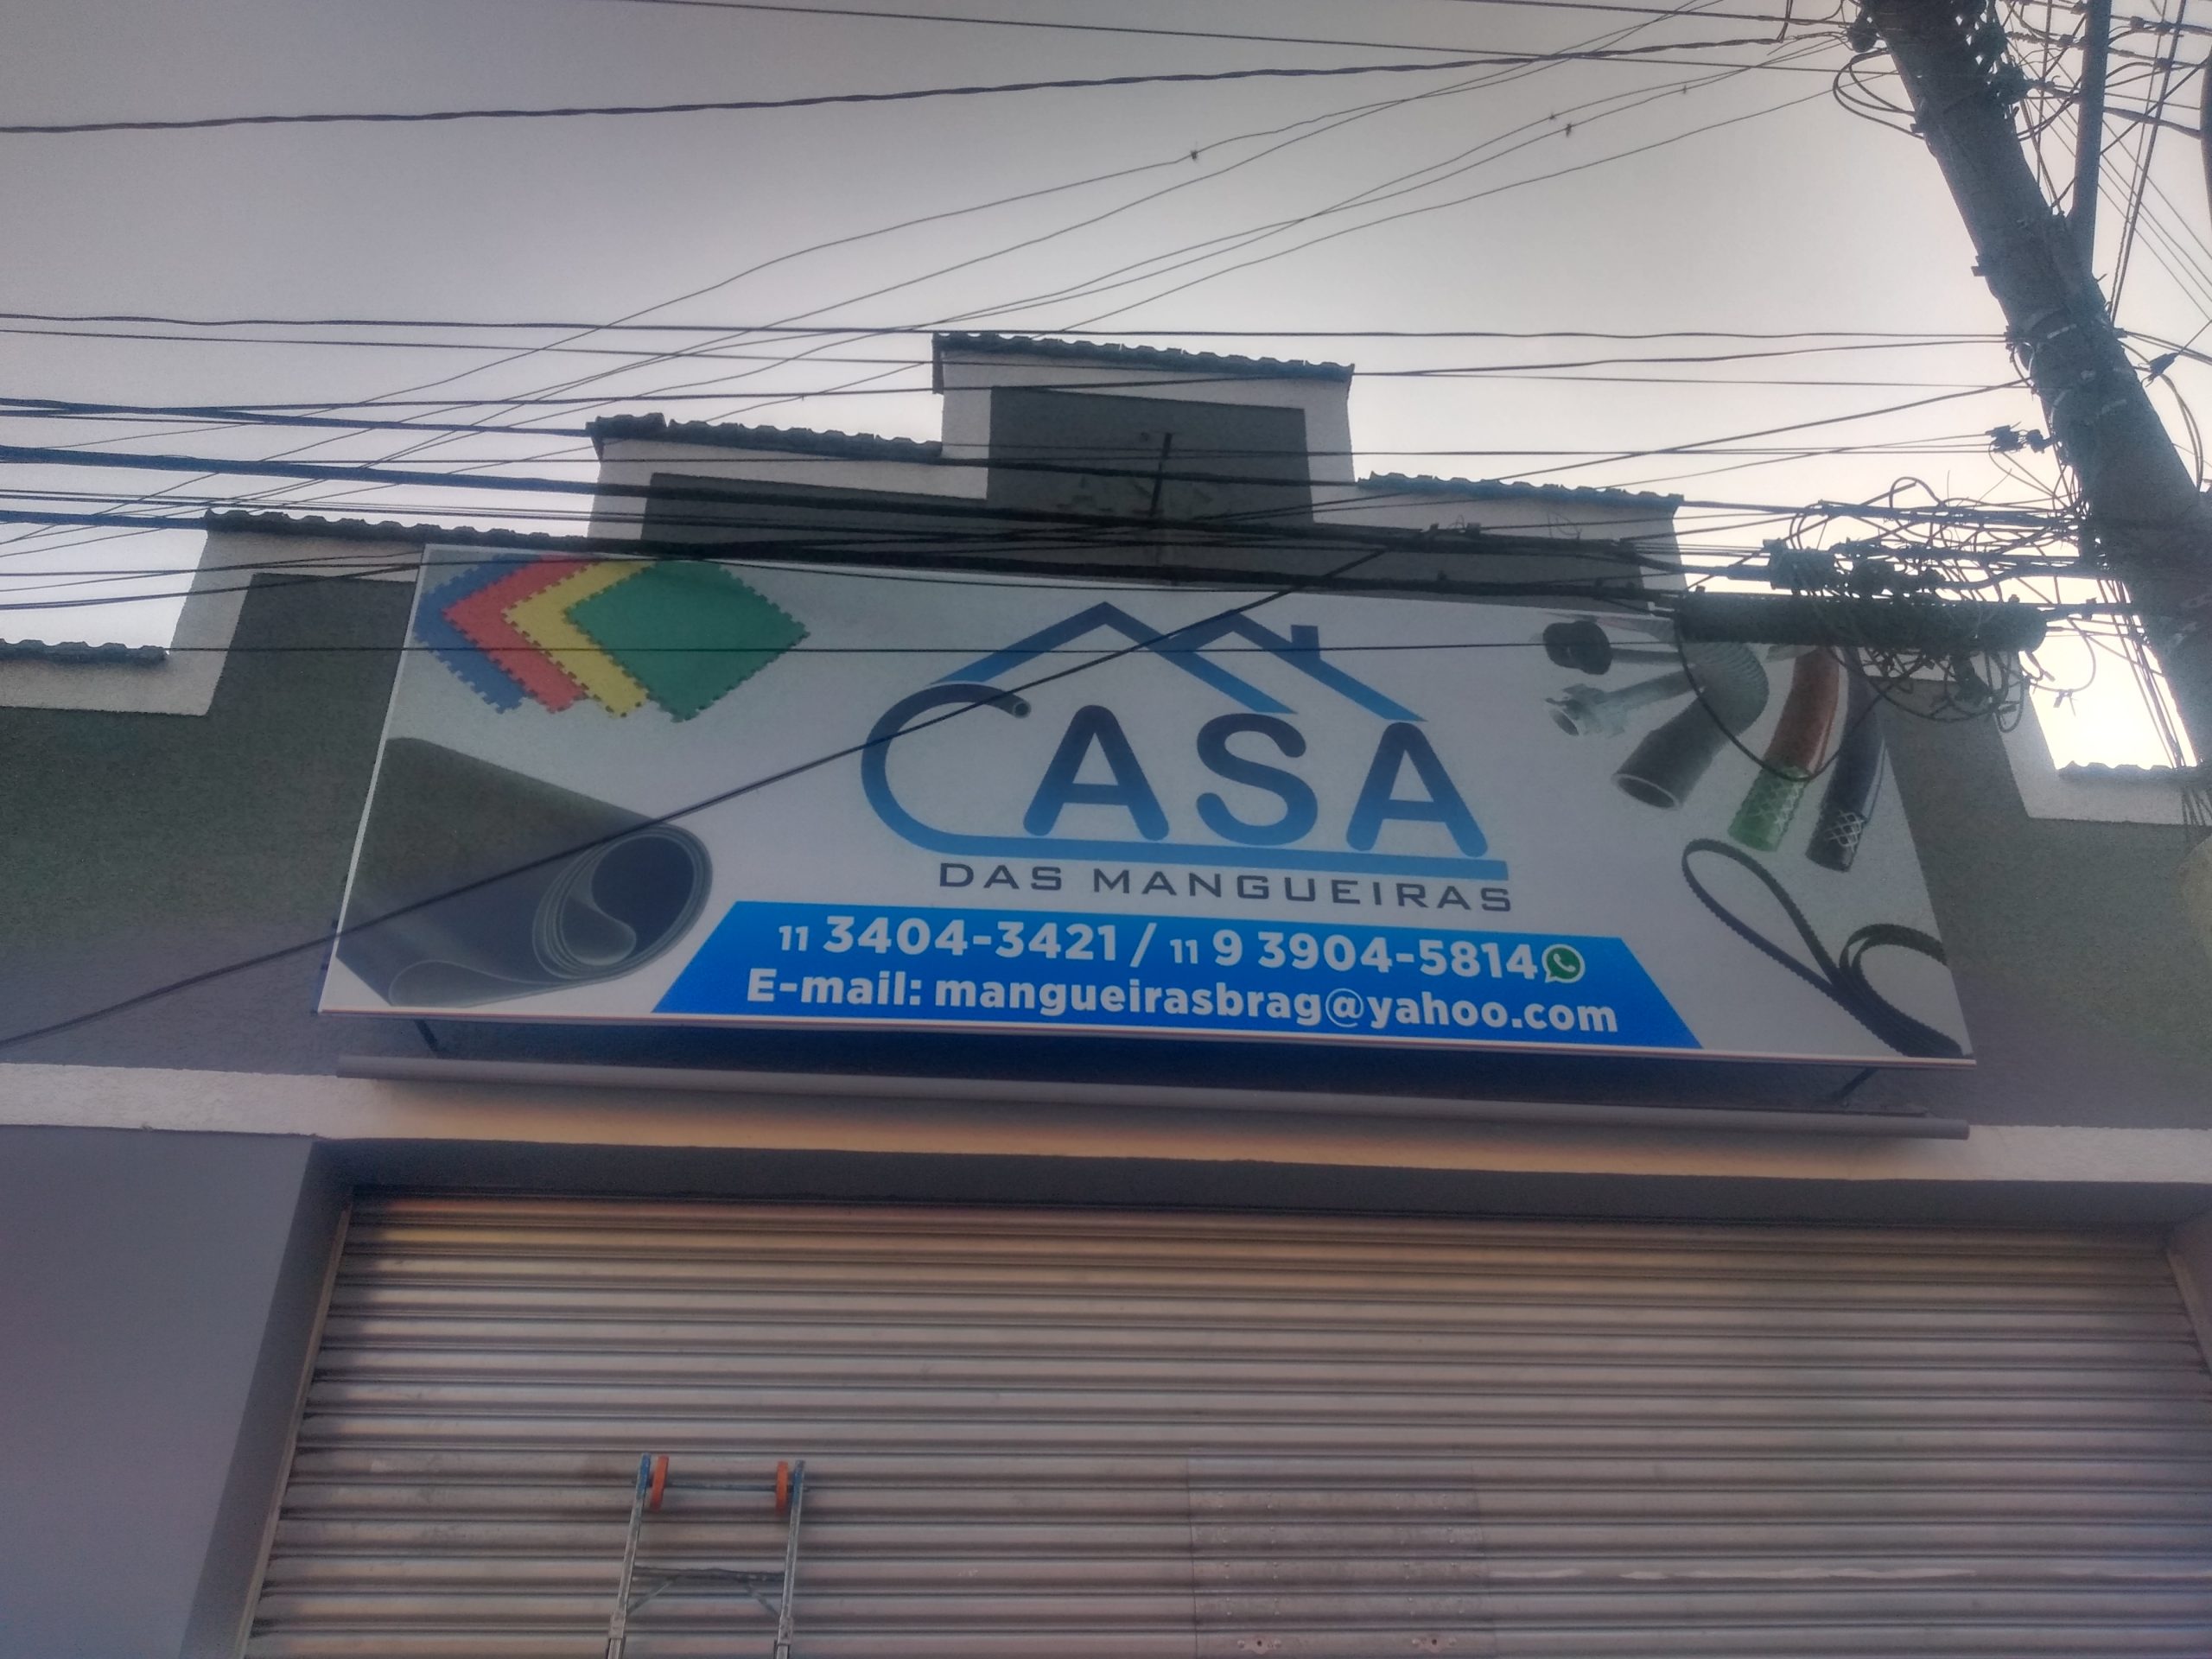 CASA
DAS MANGUEIRAS
11 3404-3421 / 11 9 3904-5814
E-mail: mangueirasbrag@yahoo.com